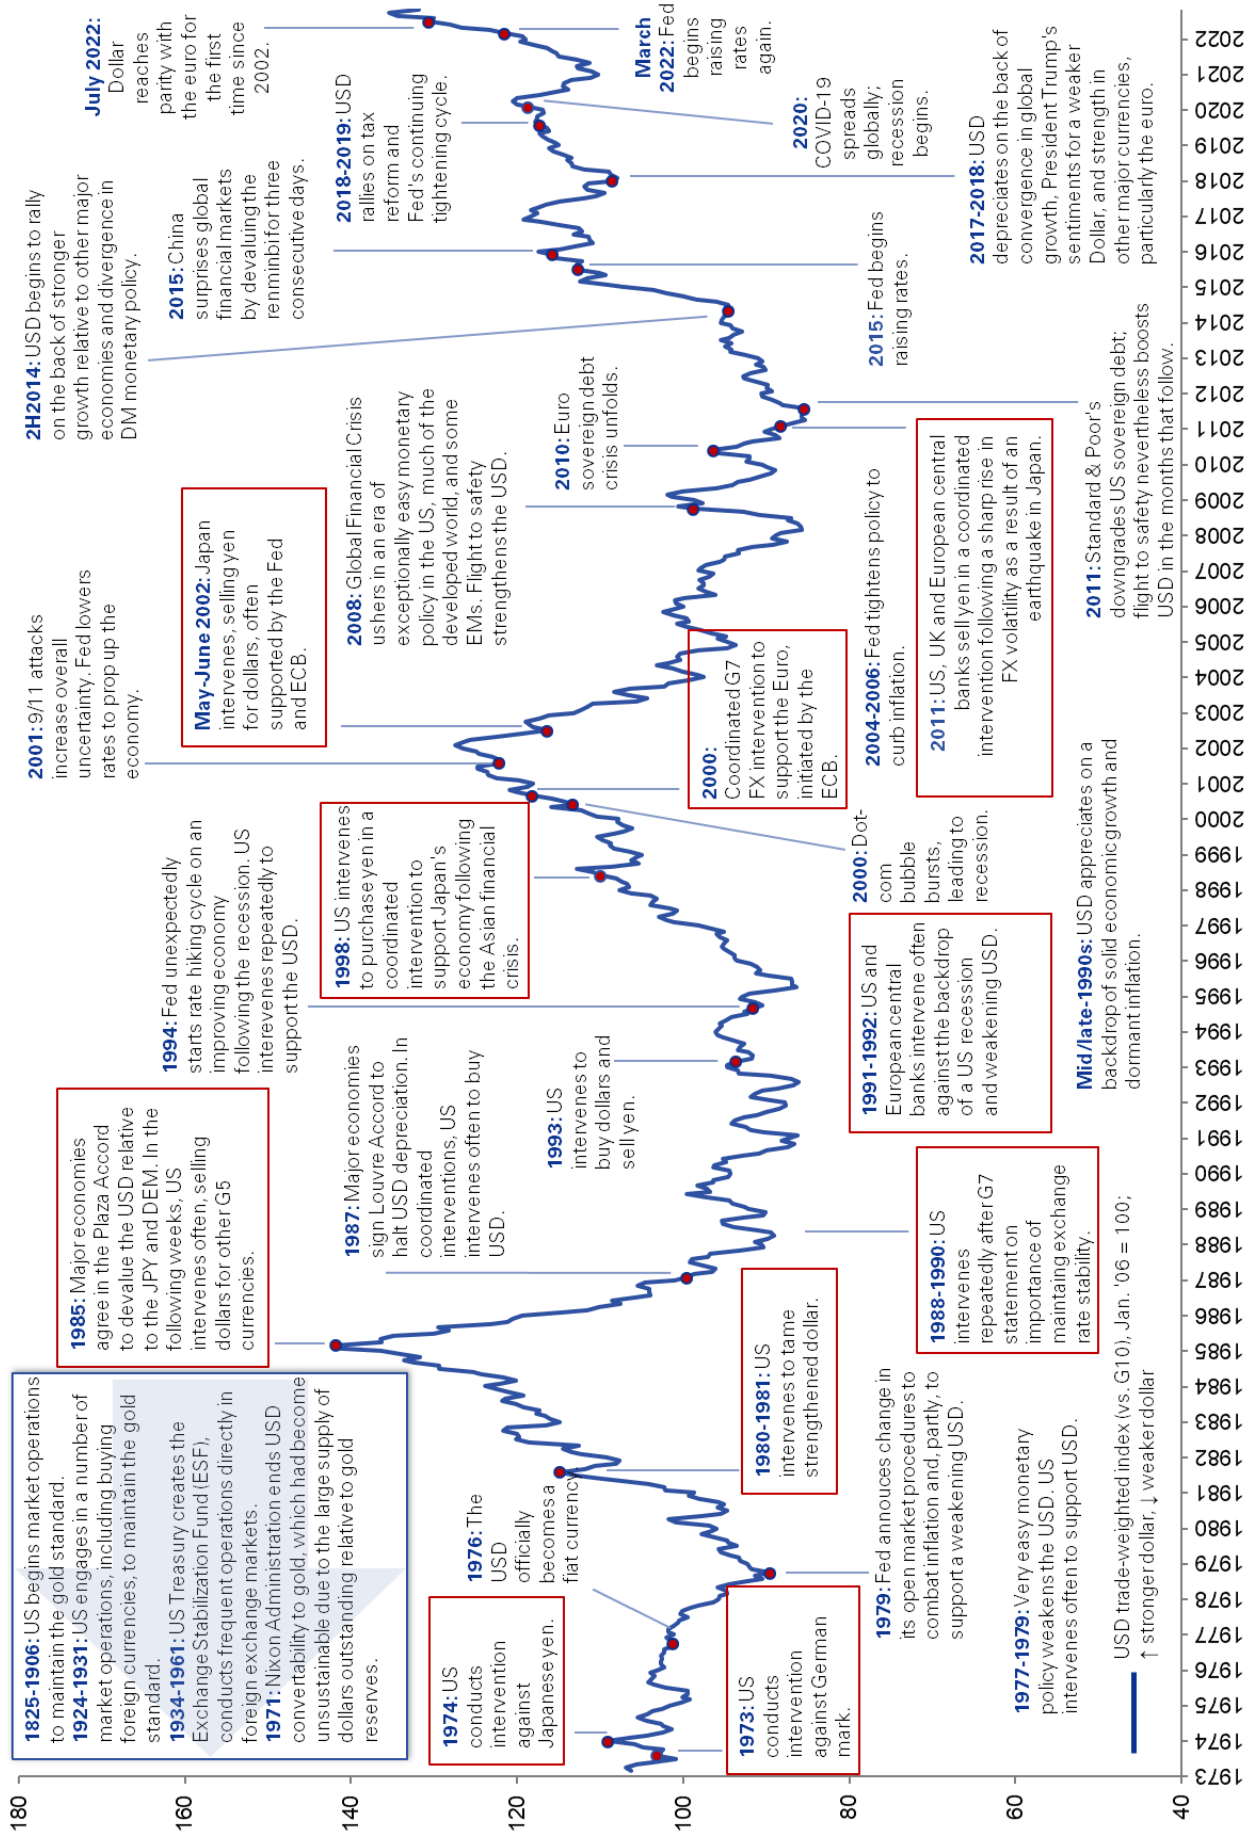 1825-1906: US begins market operations
to maintain the gold standard.
1924-1931: US engages in a number of
market operations, including buying
foreign currencies, to maintain the gold
standard.
1934-1961: US Treasury creates the
Exchange Stabilization Fund (ESF),
conducts frequent operations directly in
foreign exchange markets.
1971: Nixon Administration ends USD
convertability to gold, which had become
unsustainable due to the large supply of
dollars outstanding relative to gold
reserves.
1985: Major economies
agree in the Plaza Accord
to devalue the USD relative
to the JPY and DEM. In the
following weeks, US
intervenes often, selling
dollars for other G5
currencies.
1994: Fed unexpectedly
starts rate hiking cycle on an
improving economy
following the recession. US
interevenes repeatedly to
support the USD.
2001: 9/11 attacks
increase overall
uncertainty. Fed lowers
rates to prop up the
economy.
May-June 2002: Japan
intervenes, selling yen
for dollars, often
supported by the Fed
and ECB.
2H2014: USD begins to rally
on the back of stronger
growth relative to other major
economies and divergence in
DM monetary policy.
2015: China
surprises global
financial markets
by devaluing the
renminbi for three
consecutive days.
July 2022:
Dollar
reaches
parity with
the euro for
the first
time since
2002.
2018-2019: USD
rallies on tax
reform and
Fed's continuing
tightening cycle.
1974: US
conducts
intervention
against
Japanese yen.
1976: The
USD
officially
becomes a
fiat currency.
1987: Major economies
sign Louvre Accord to
halt USD depreciation. In
coordinated
interventions, US
intervenes often to buy
USD.
1993: US
intervenes to
buy dollars and
sell yen.
1998: US intervenes
to purchase yen in a
coordinated
intervention to
support Japan's
economy following
the Asian financial
crisis.
2008: Global Financial Crisis
ushers in an era of
exceptionally easy monetary
policy in the US, much of the
developed world, and some
EMs. Flight to safety
strengthens the USD.
2010: Euro
sovereign debt
crisis unfolds.
March
2022: Fed
begins
raising
rates
again.
1973: US
conducts
intervention
against German
mark.
1980-1981: US
intervenes to tame
strengthened dollar.
2000:
Coordinated G7
FX intervention to
support the Euro,
initiated by the
ECB.
2000: Dot-
com
bubble
bursts,
leading to
recession.
2004-2006: Fed tightens policy to
curb inflation.
2015: Fed begins
raising rates.
2020:
COVID-19
spreads
globally;
recession
begins.
1979: Fed annouces change in
its open market procedures to
combat inflation and, partly, to
support a weakening USD.
1988-1990: US
intervenes
repeatedly after G7
statement on
importance of
maintaing exchange
rate stability.
1991-1992: US and
European central
banks intervene often
against the backdrop
of a US recession
and weakening USD.
2011: US, UK and European central
banks sell yen in a coordinated
intervention following a sharp rise in
FX volatility as a result of an
earthquake in Japan.
2017-2018: USD
depreciates on the back of
convergence in global
growth, President Trump's
sentiments for a weaker
Dollar, and strength in
other major currencies,
particularly the euro.
1977-1979: Very easy monetary
policy weakens the USD. US
intervenes often to support USD.
Mid/late-1990s: USD appreciates on a
backdrop of solid economic growth and
dormant inflation.
2011: Standard & Poor's
downgrades US sovereign debt;
flight to safety nevertheless boosts
USD in the months that follow.
USD trade-weighted index (vs. G10), Jan. '06 = 100;
↑ stronger dollar, ↓ weaker dollar
180
160
140
120
100
80
60
40
1973 1974 1975 1976 1977 1978 1979 1980 1981 1982 1983 1984 1985 1986 1987 1988 1989 1990 1991 1992 1993 1994 1995 1996 1997 1998 1999 2000 2001 2002 2003 2004 2005 2006 2007 2008 2009 2010 2011 2012 2013 2014 2015 2016 2017 2018 2019 2020 2021 2022